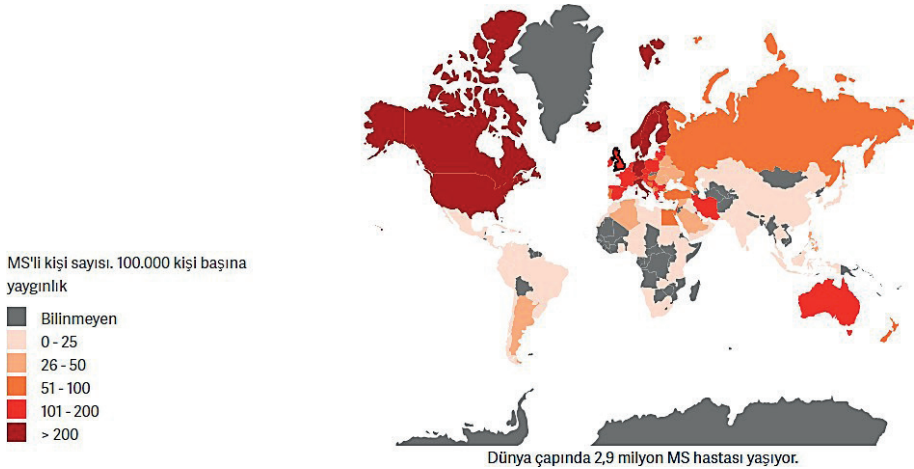 MS'li kişi sayısı. 100.000 kişi başına
yaygınlık
Bilinmeyen
0 - 25
26 - 50
51 - 100
101 - 200
> 200
Dünya çapında 2,9 milyon MS hastası yaşıyor.